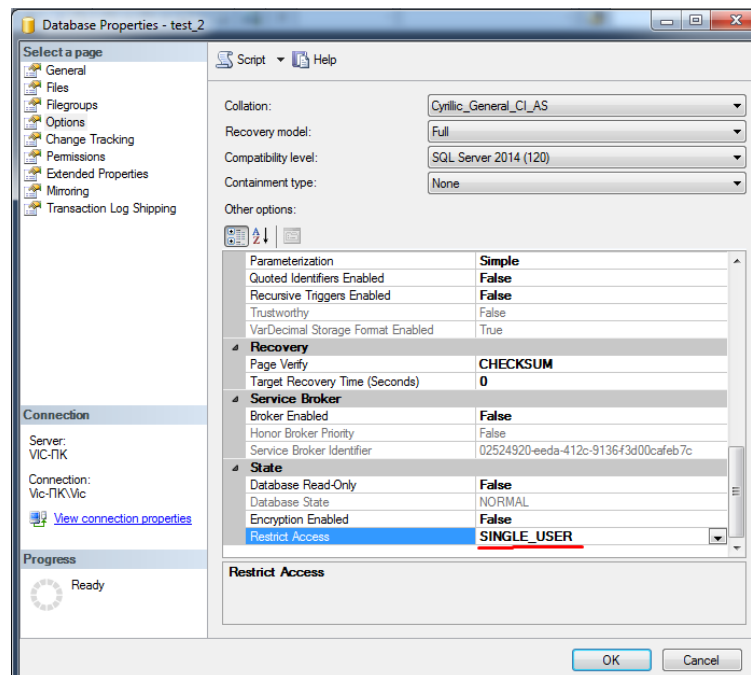 Database Properties - test_2
Select a page
General
Files
Filegroups
Options
Change Tracking
Permissions
Extended Properties
Mirroring
Transaction Log Shipping
Script Help
Collation: Cyrillic_General_CI_AS
Recovery model: Full
Compatibility level: SQL Server 2014 (120)
Containment type: None
Other options:
Parameterization Simple
Quoted Identifiers Enabled False
Recursive Triggers Enabled False
Trustworthy False
VarDecimal Storage Format Enabled True
Recovery
Page Verify CHECKSUM
Target Recovery Time (Seconds) 0
Service Broker
Broker Enabled False
Honor Broker Priority False
Service Broker Identifier 02524920-eeda-412c-9136-f3d00cafeb7c
State
Database Read-Only False
Database State NORMAL
Encryption Enabled False
Restrict Access SINGLE_USER
Restrict Access
Connection
Server:
VIC-ПК
Connection:
Vic-ПК\Vic
View connection properties
Progress
Ready
OK Cancel